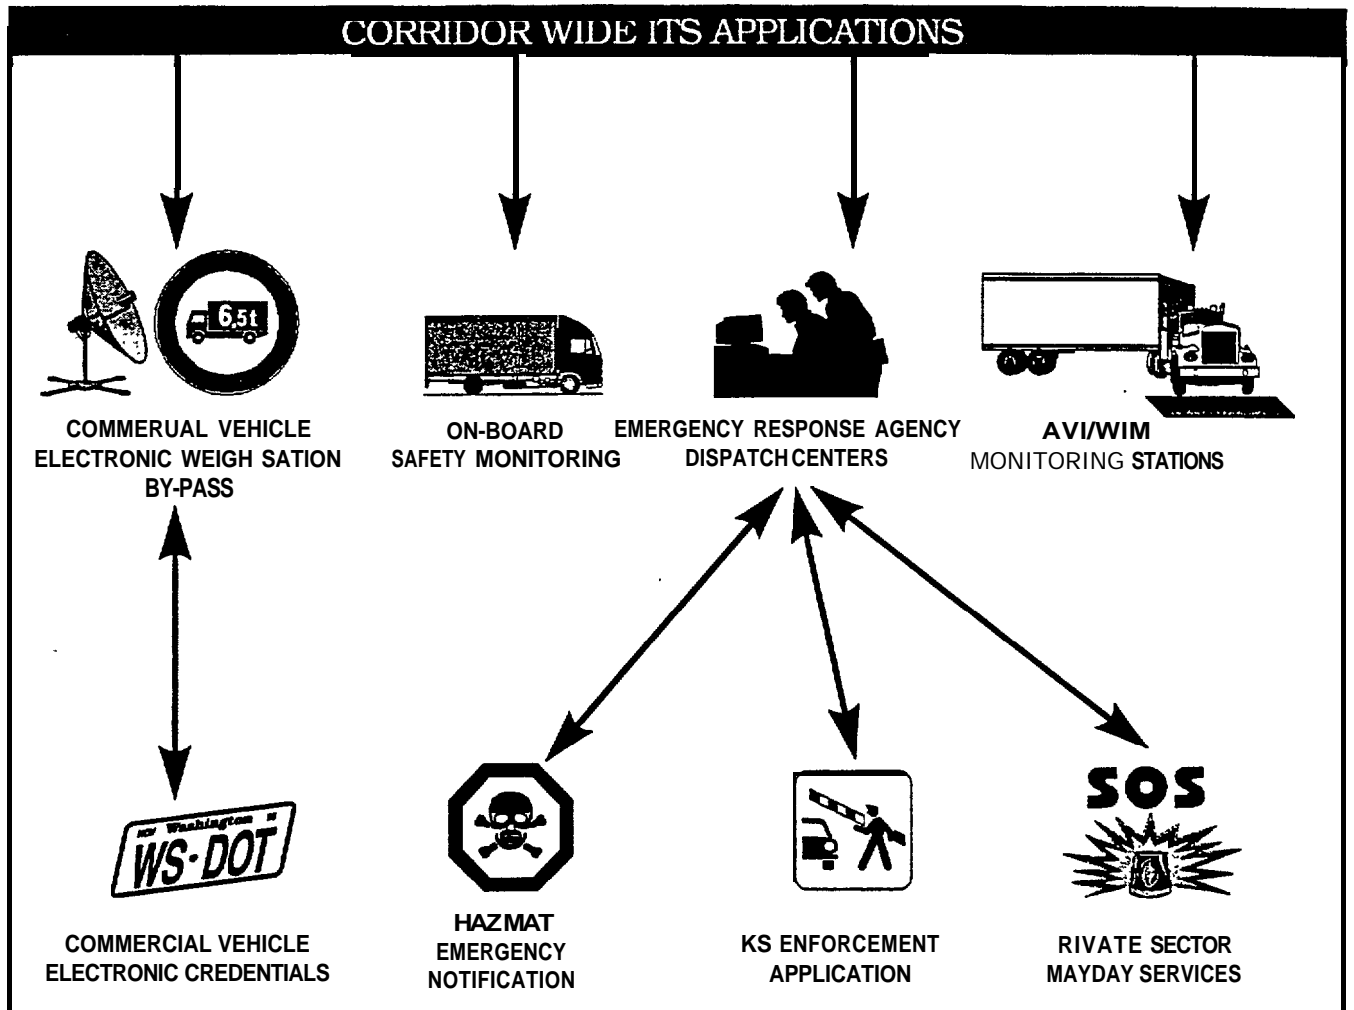 CORRIDOR WIDE ITS APPLICATIONS
6,5t
COMMERUAL VEHICLE
ELECTRONIC WEIGH SATION
BY-PASS
ON-BOARD
SAFETY MONITORING
EMERGENCY RESPONSE AGENCY
DISPATCH CENTERS
AVI/WIM
MONITORING STATIONS
Washington
WS·DOT
COMMERCIAL VEHICLE
ELECTRONIC CREDENTIALS
HAZMAT
EMERGENCY
NOTIFICATION
KS ENFORCEMENT
APPLICATION
SOS
RIVATE SECTOR
MAYDAY SERVICES